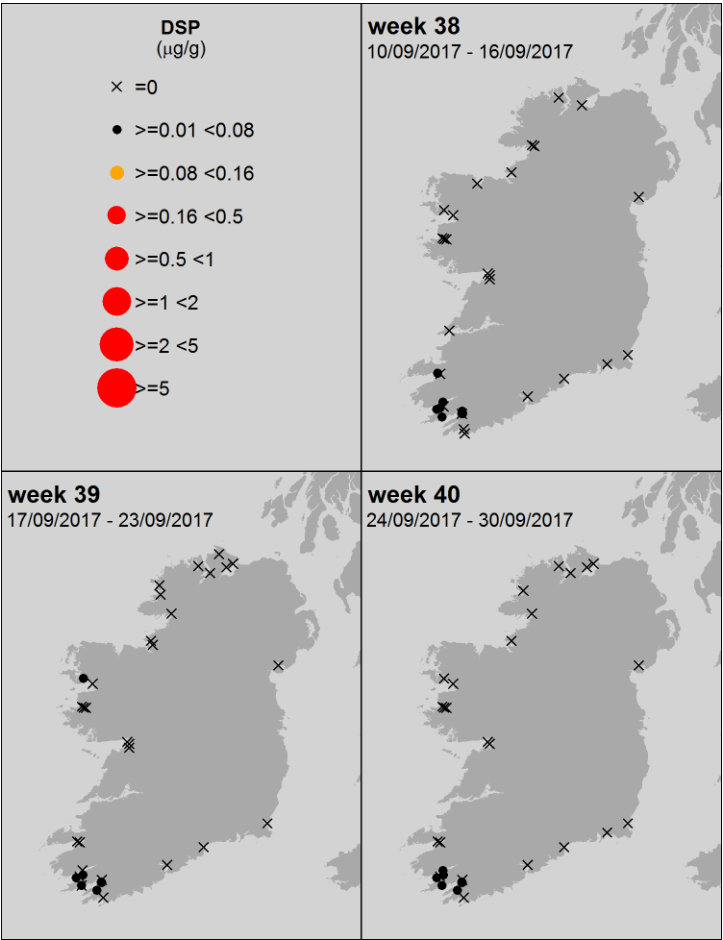 DSP
(µg/g)
=0
>=0.01 <0.08
>=0.08 <0.16
>=0.16 <0.5
>=0.5 <1
>=1 <2
>=2 <5
>=5
week 38
10/09/2017 - 16/09/2017
week 39
17/09/2017 - 23/09/2017
week 40
24/09/2017 - 30/09/2017